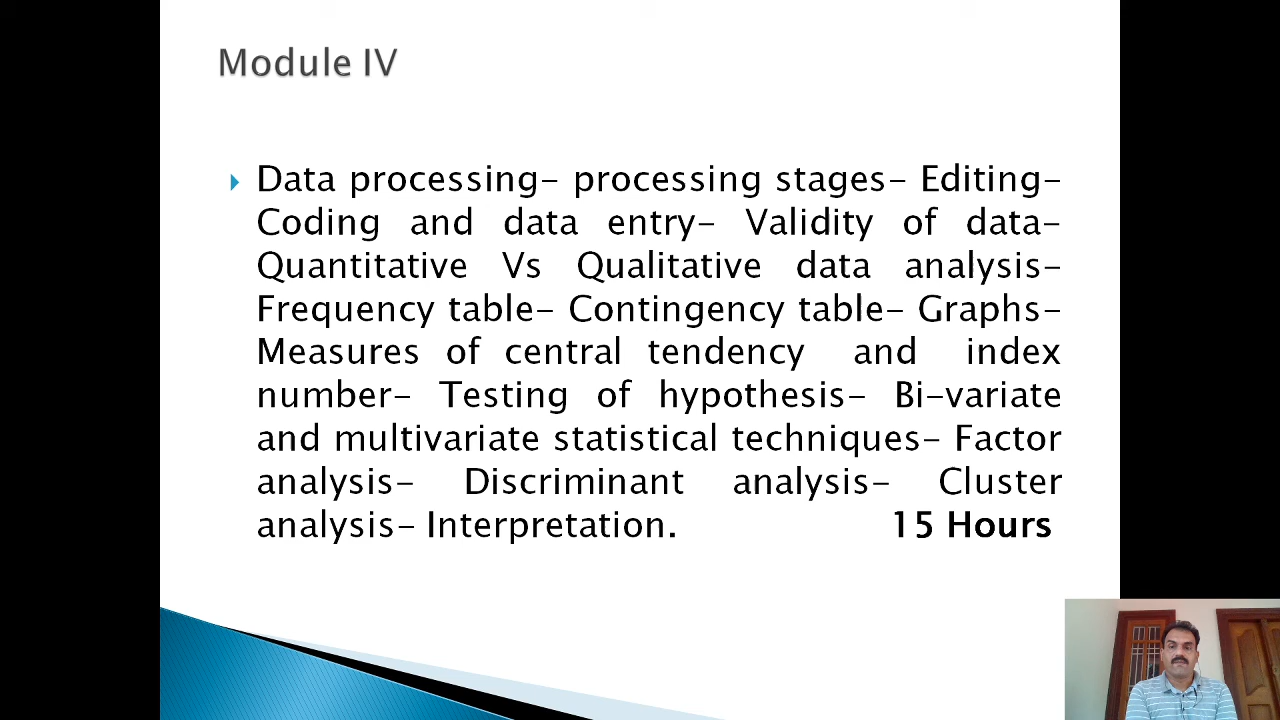 Module IV
Data processing- processing stages- Editing-
Coding and data entry- Validity of data-
Quantitative Vs Qualitative data analysis-
Frequency table- Contingency table- Graphs-
Measures of central tendency and index
number- Testing of hypothesis- Bi-variate
and multivariate statistical techniques- Factor
analysis- Discriminant analysis- Cluster
analysis- Interpretation. 15 Hours